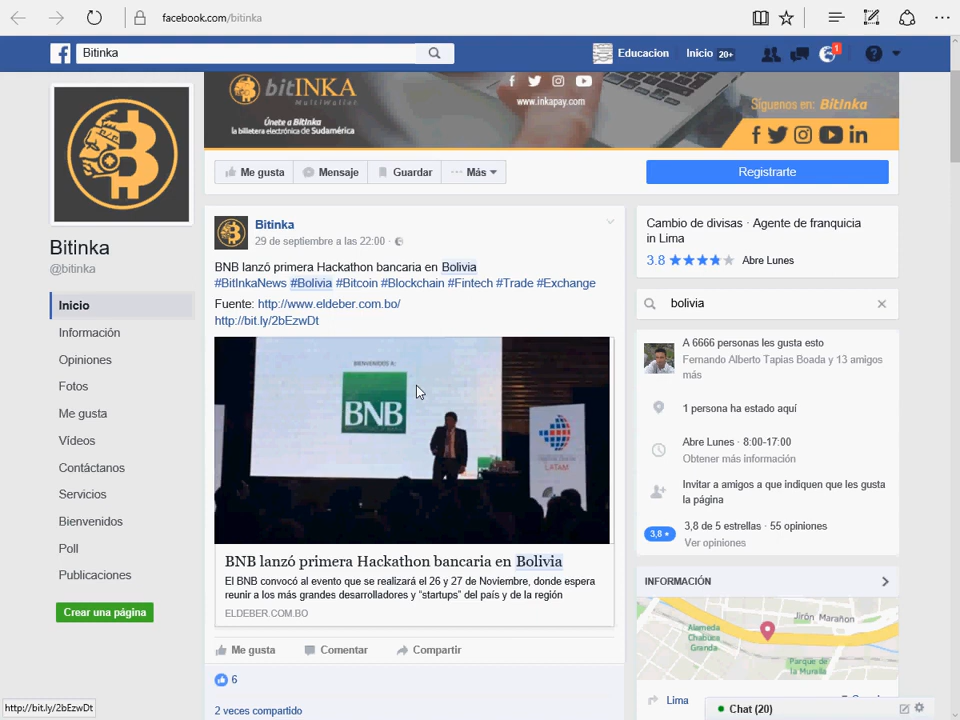 facebook.com/bitinka
Bitinka
Educacion
Inicio 20+
1
bitINKA
MultiWallet
Únete a BitInka
la billetera electrónica de Sudamérica
www.inkapay.com
Síguenos en: BitInka
Me gusta
Mensaje
Guardar
Más
Registrarte
Bitinka
@bitinka
Inicio
Información
Opiniones
Fotos
Me gusta
Vídeos
Contáctanos
Servicios
Bienvenidos
Poll
Publicaciones
Crear una página
Bitinka
29 de septiembre a las 22:00 ·
BNB lanzó primera Hackathon bancaria en Bolivia
#BitInkaNews #Bolivia #Bitcoin #Blockchain #Fintech #Trade #Exchange
Fuente: http://www.eldeber.com.bo/
http://bit.ly/2bEzwDt
BIENVENIDOS A:
BNB
LATAM
BNB lanzó primera Hackathon bancaria en Bolivia
El BNB convocó al evento que se realizará el 26 y 27 de Noviembre, donde espera
reunir a los más grandes desarrolladores y “startups” del país y de la región
ELDEBER.COM.BO
Me gusta
Comentar
Compartir
6
2 veces compartido
Cambio de divisas · Agente de franquicia
en Lima
3.8 ★★★★★ Abre Lunes
bolivia
A 6666 personas les gusta esto
Fernando Alberto Tapias Boada y 13 amigos
más
1 persona ha estado aquí
Abre Lunes · 8:00-17:00
Obtener más información
Invitar a amigos a que indiquen que les gusta
la página
3,8 ★
3,8 de 5 estrellas · 55 opiniones
Ver opiniones
INFORMACIÓN
Jirón Marañon
Alameda
Chabuca
Granda
Parque de
la Muralla
Lima
Chat (20)
http://bit.ly/2bEzwDt